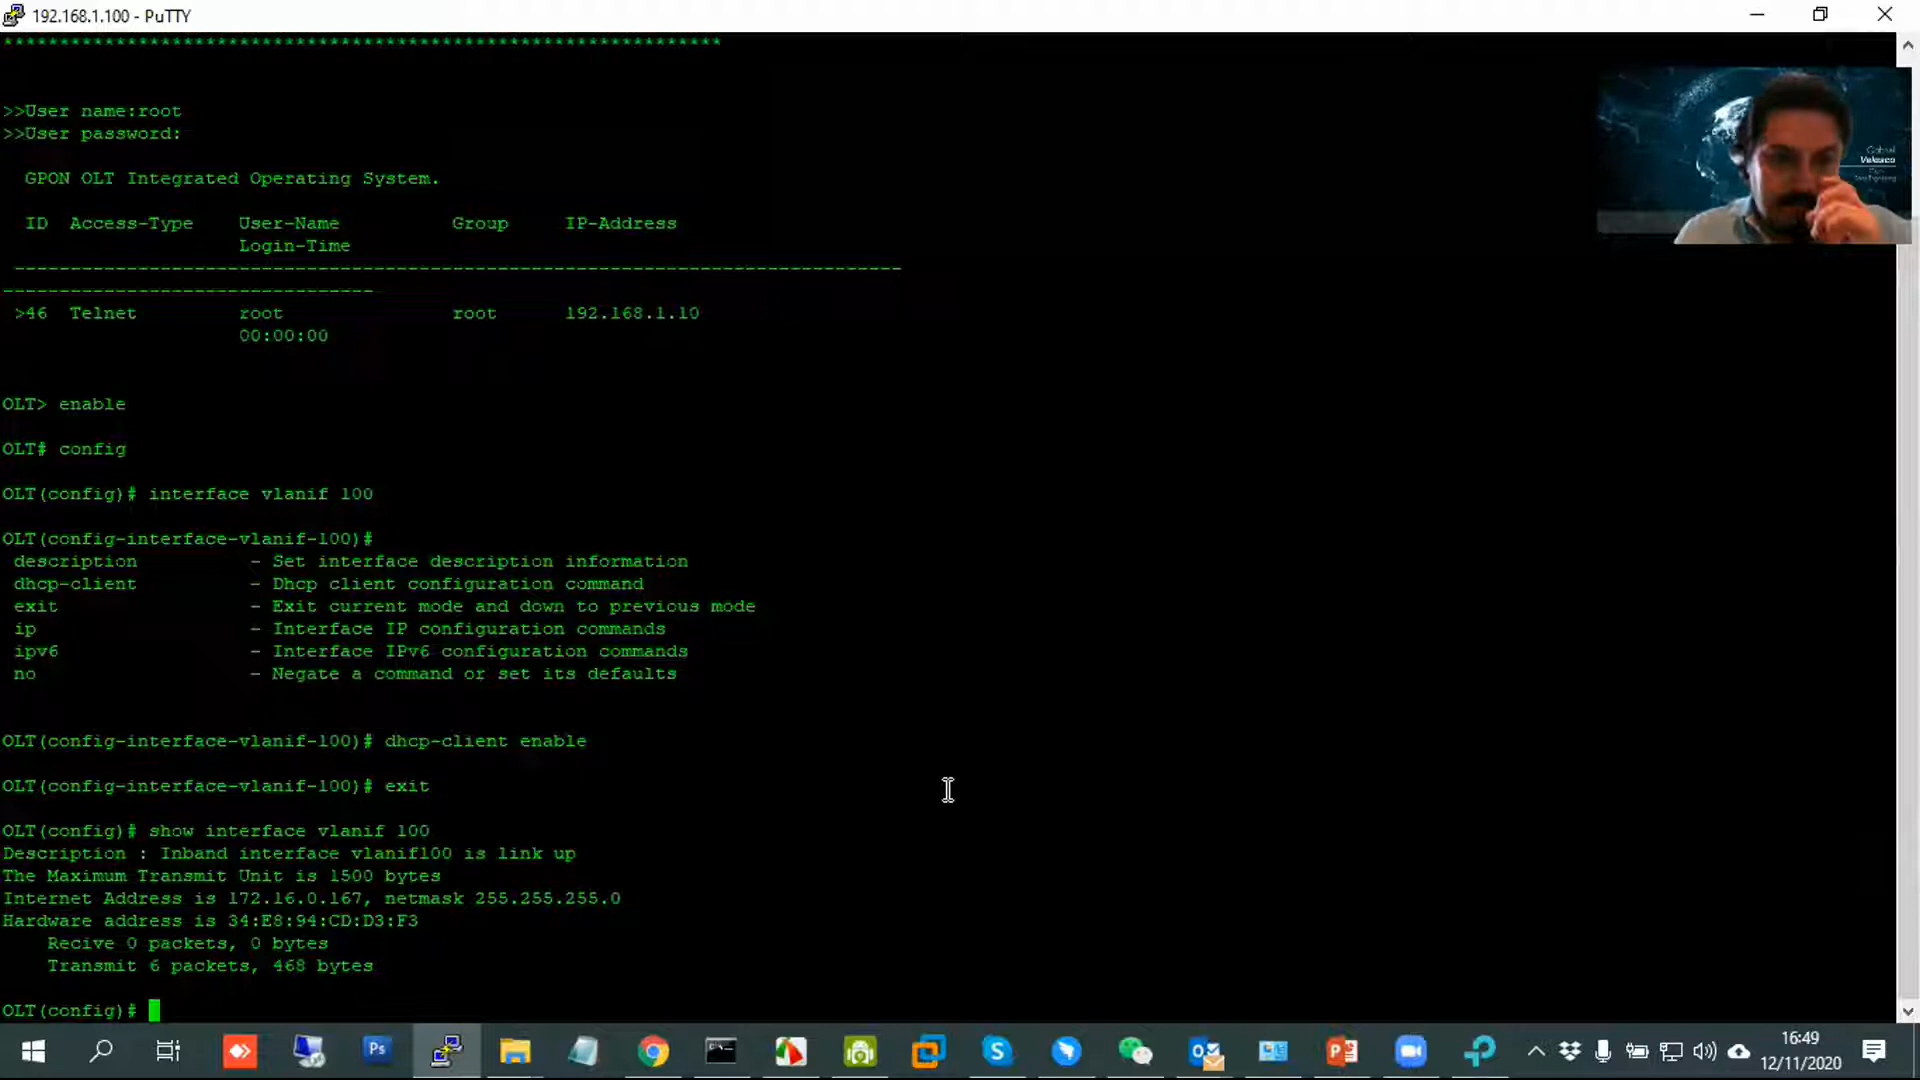 192.168.1.100 - PuTTY
****************************************************************
>>User name:root
>>User password:
GPON OLT Integrated Operating System.
ID Access-Type User-Name Group IP-Address
Login-Time
-------------------------------------------------------------------------------
---------------------------------
>46 Telnet root root 192.168.1.10
00:00:00
OLT> enable
OLT# config
OLT(config)# interface vlanif 100
OLT(config-interface-vlanif-100)#
description - Set interface description information
dhcp-client - Dhcp client configuration command
exit - Exit current mode and down to previous mode
ip - Interface IP configuration commands
ipv6 - Interface IPv6 configuration commands
no - Negate a command or set its defaults
OLT(config-interface-vlanif-100)# dhcp-client enable
OLT(config-interface-vlanif-100)# exit
OLT(config)# show interface vlanif 100
Description : Inband interface vlanif100 is link up
The Maximum Transmit Unit is 1500 bytes
Internet Address is 172.16.0.167, netmask 255.255.255.0
Hardware address is 34:E8:94:CD:D3:F3
Recive 0 packets, 0 bytes
Transmit 6 packets, 468 bytes
OLT(config)#
Gabriel
Velasco
Ps
16:49
12/11/2020